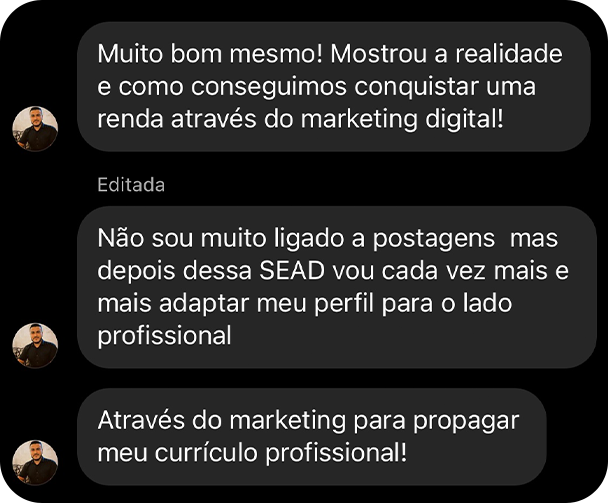 Muito bom mesmo! Mostrou a realidade
e como conseguimos conquistar uma
renda através do marketing digital!
Editada
Não sou muito ligado a postagens  mas
depois dessa SEAD vou cada vez mais e
mais adaptar meu perfil para o lado
profissional
Através do marketing para propagar
meu currículo profissional!